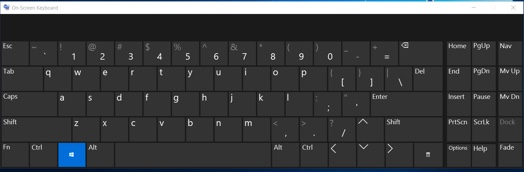 On-Screen Keyboard
Esc ~ ` ! 1 @ 2 # 3 $ 4 % 5 ^ 6 & 7 * 8 ( 9 ) 0 _ - + = Home PgUp Nav
Tab q w e r t y u i o p { [ } ] | \ Del End PgDn Mv Up
Caps a s d f g h j k l : ; " ' Enter Insert Pause Mv Dn
Shift z x c v b n m < , > . ? / Shift PrtScn ScrLk Dock
Fn Ctrl Alt Alt Ctrl Options Help Fade